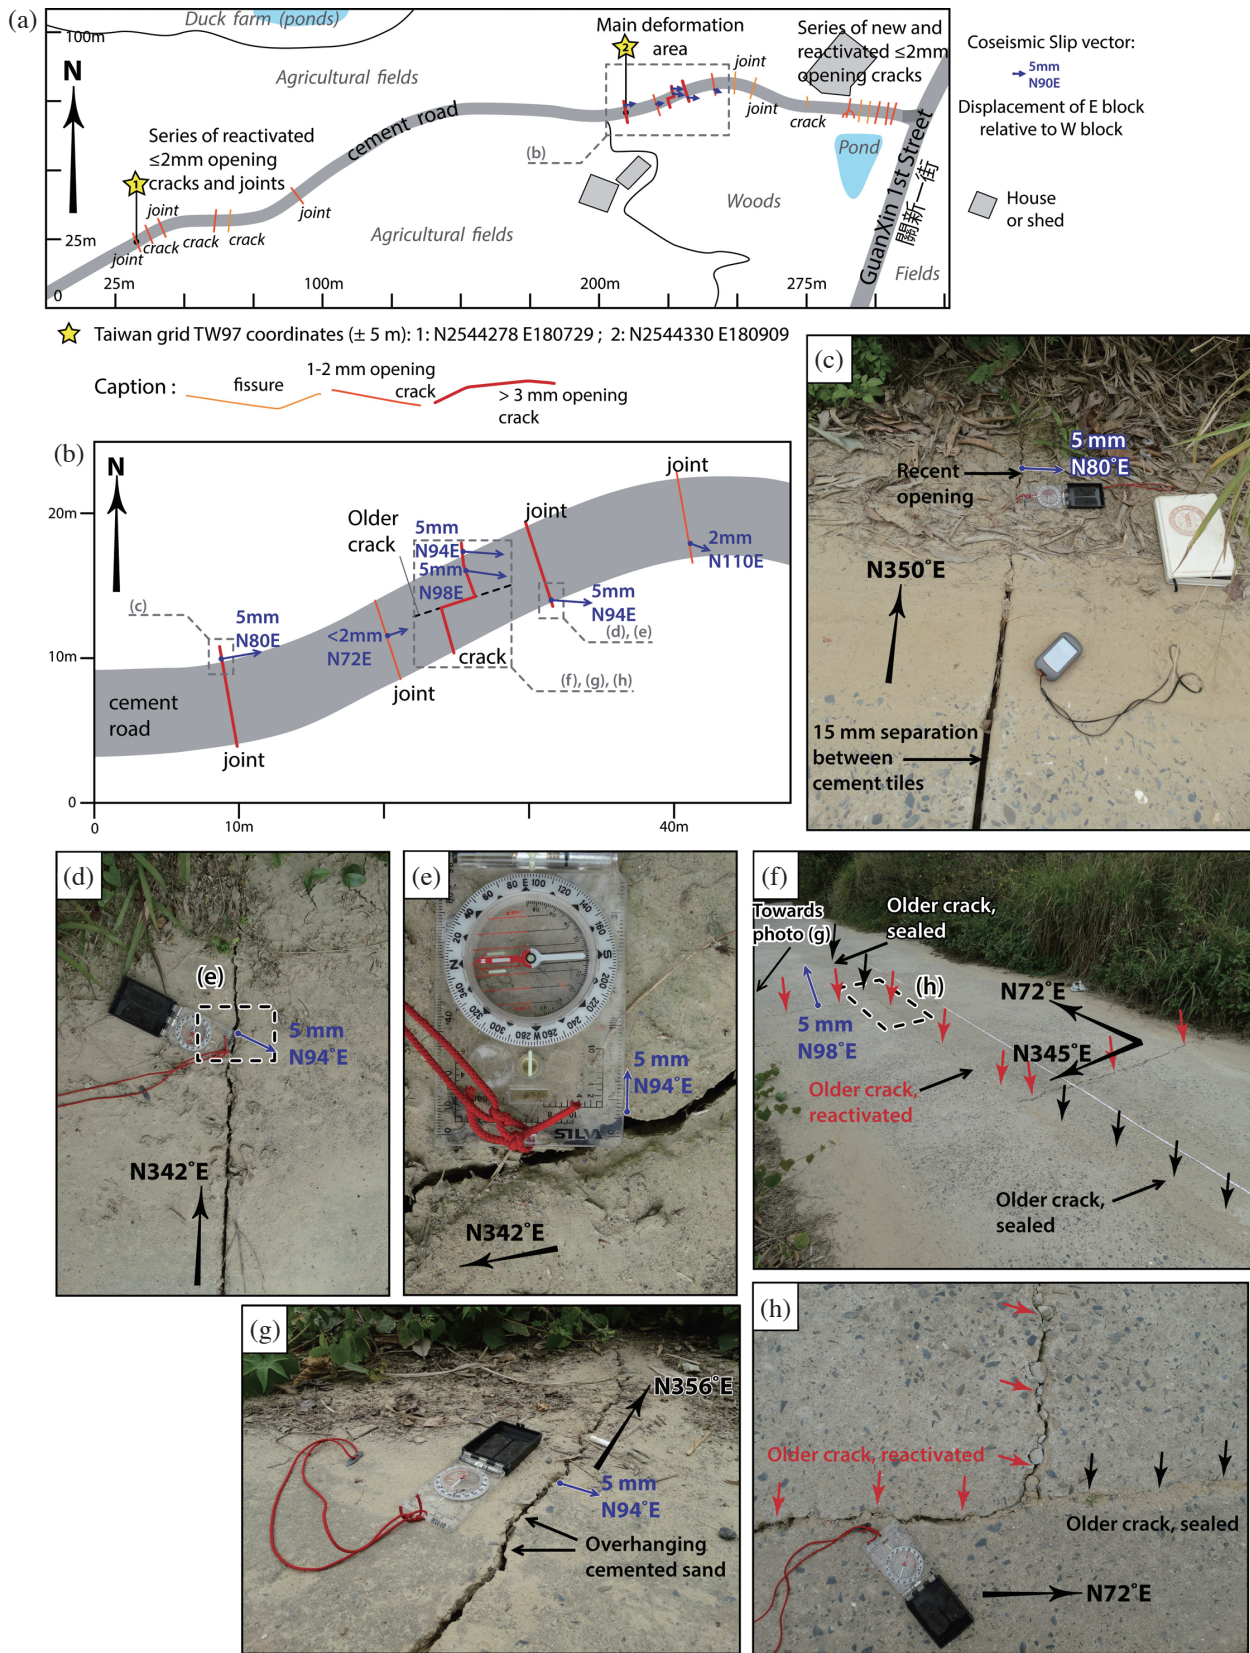 (a)
Duck farm (ponds)
100m
N
Agricultural fields
Main deformation
area
Series of new and
reactivated ≤2mm
opening cracks
Coseismic Slip vector:
5mm
N90E
Displacement of E block
relative to W block
House
or shed
2
joint
joint
crack
cement road
Series of reactivated
≤2mm opening
cracks and joints
1
(b)
Pond
Woods
GuanXin 1st Street
關新一街
Fields
joint
joint
crack
joint
crack
crack
Agricultural fields
25m
0
25m
100m
200m
275m
Taiwan grid TW97 coordinates (± 5 m): 1: N2544278 E180729 ; 2: N2544330 E180909
Caption :
fissure
1-2 mm opening
crack
> 3 mm opening
crack
(b)
N
20m
10m
0
0
10m
40m
joint
joint
Older
crack
5mm
N94E
5mm
N98E
2mm
N110E
5mm
N94E
(c)
5mm
N80E
<2mm
N72E
(d), (e)
crack
(f), (g), (h)
joint
cement
road
joint
(c)
5 mm
N80°E
Recent
opening
N350°E
15 mm separation
between
cement tiles
(d)
(e)
5 mm
N94°E
N342°E
(e)
5 mm
N94°E
SILVA
N342°E
(f)
Towards
photo (g)
Older crack,
sealed
(h)
N72°E
5 mm
N98°E
N345°E
Older crack,
reactivated
Older crack,
sealed
(g)
N356°E
5 mm
N94°E
Overhanging
cemented sand
(h)
Older crack, reactivated
Older crack, sealed
N72°E